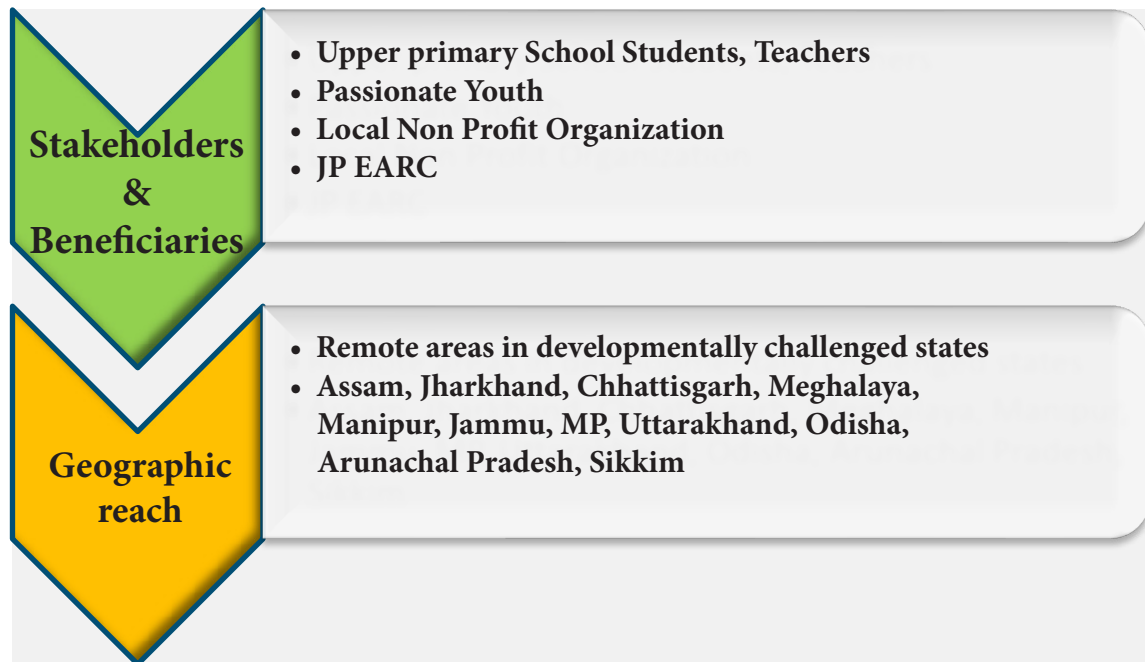 Stakeholders
&
Beneficiaries
• Upper primary School Students, Teachers
• Passionate Youth
• Local Non Profit Organization
• JP EARC
Geographic
reach
• Remote areas in developmentally challenged states
• Assam, Jharkhand, Chhattisgarh, Meghalaya,
Manipur, Jammu, MP, Uttarakhand, Odisha,
Arunachal Pradesh, Sikkim